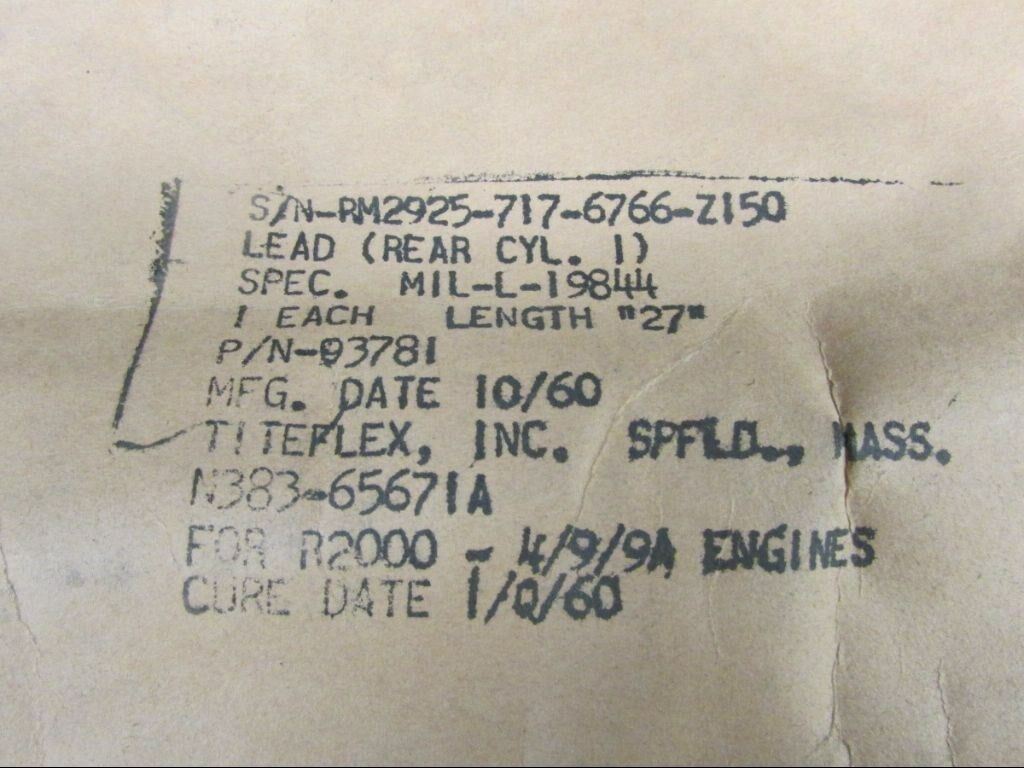 S/N-RM2925-717-6766-Z150
LEAD (REAR CYL. 1)
SPEC. MIL-L-19844
1 EACH LENGTH "27"
P/N-93781
MFG. DATE 10/60
TITEFLEX, INC. SPFLD., MASS.
N383-65671A
FOR R2000 - 4/9/9A ENGINES
CURE DATE 1/Q/60